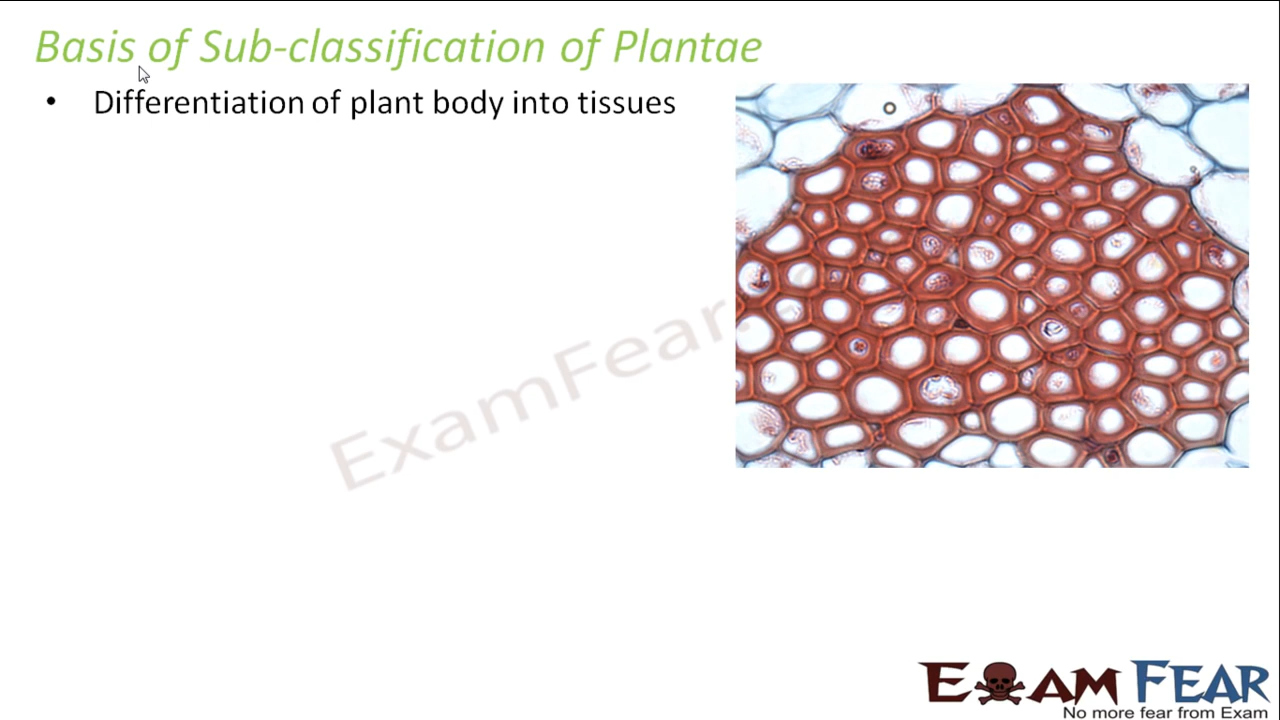 Basis of Sub-classification of Plantae
• Differentiation of plant body into tissues
ExamFear.
EXAM FEAR
No more fear from Exam